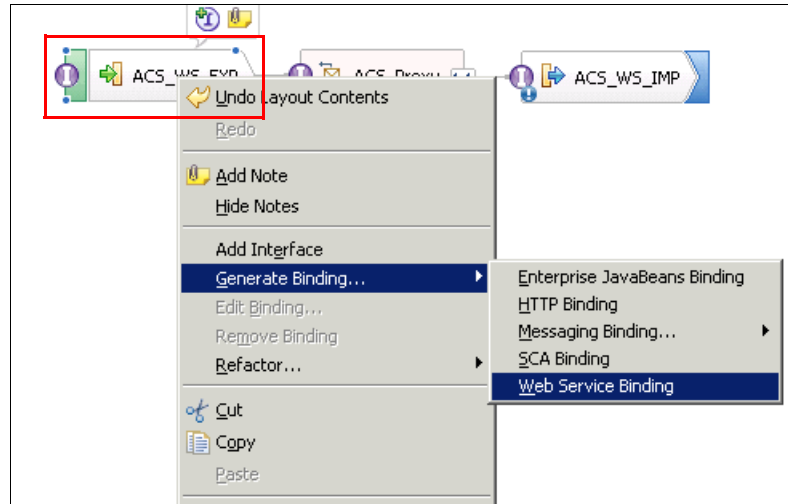 ACS_WS_EXP
ACS_Proxy
ACS_WS_IMP
Undo Layout Contents
Redo
Add Note
Hide Notes
Add Interface
Generate Binding...
Edit Binding...
Remove Binding
Refactor...
Cut
Copy
Paste
Enterprise JavaBeans Binding
HTTP Binding
Messaging Binding...
SCA Binding
Web Service Binding